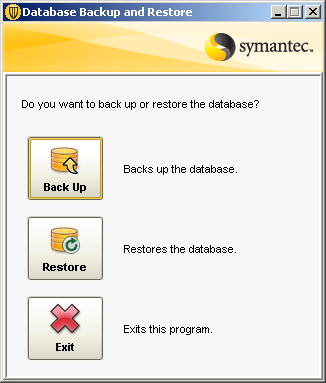 Database Backup and Restore
symantec.
Do you want to back up or restore the database?
Back Up
Backs up the database.
Restore
Restores the database.
Exit
Exits this program.